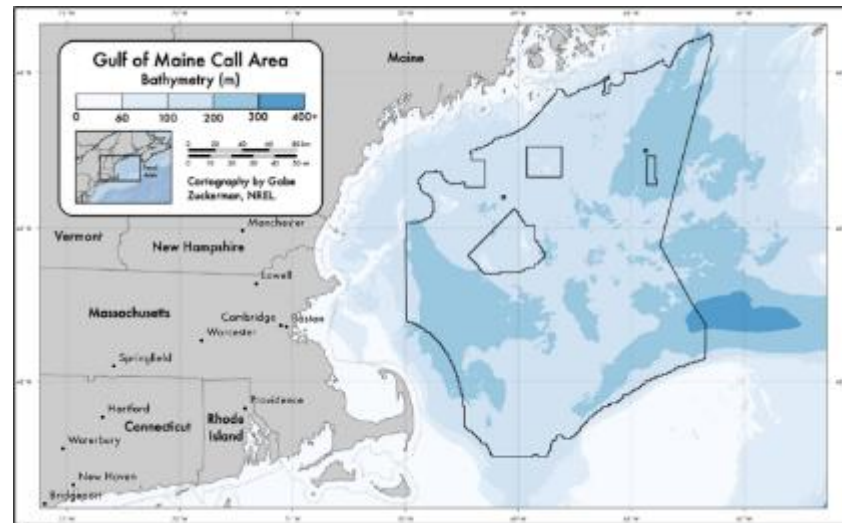 Gulf of Maine Call Area
Bathymetry (m)
0 60 100 200 300 400+
Cartography by Gabe
Zuckerman, NREL
Maine
Manchester
Vermont
New Hampshire
Lowell
Massachusetts
Cambridge
Boston
Worcester
Springfield
Hartford
Providence
Connecticut
Rhode
Island
Waterbury
New Haven
Bridgeport